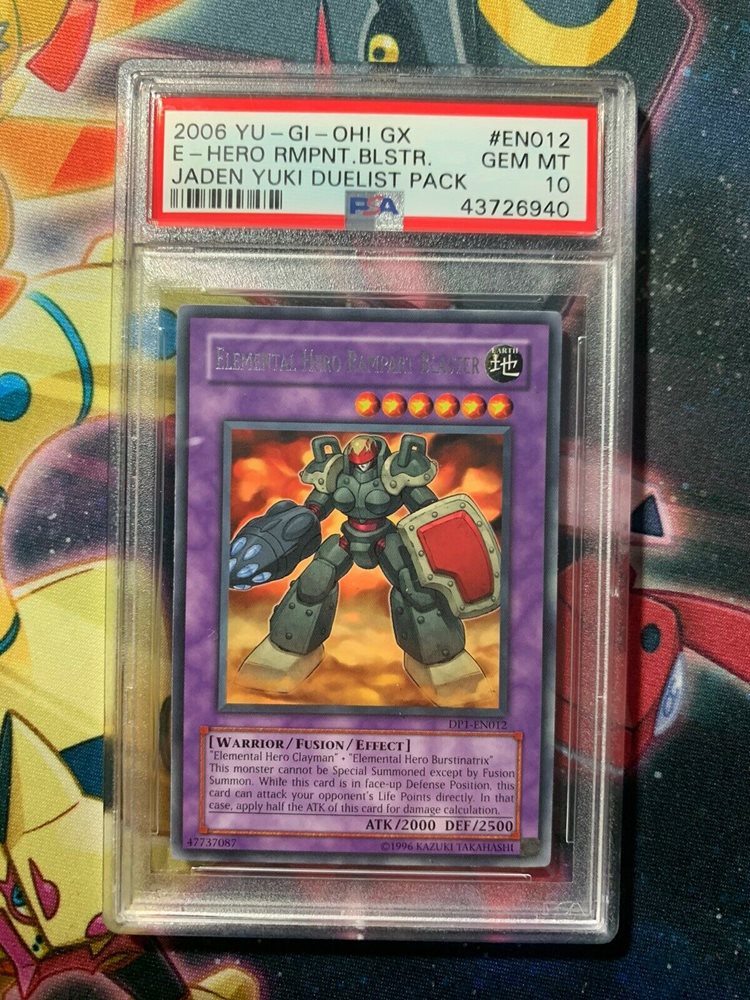 2006 YU-GI-OH! GX #EN012
E-HERO RMPNT.BLSTR. GEM MT
JADEN YUKI DUELIST PACK 10
PSA 43726940
ELEMENTAL HERO RAMPART BLASTER
EARTH
地
DP1-EN012
[WARRIOR/FUSION/EFFECT]
"Elemental Hero Clayman" + "Elemental Hero Burstinatrix"
This monster cannot be Special Summoned except by Fusion
Summon. While this card is in face-up Defense Position, this
card can attack your opponent's Life Points directly. In that
case, apply half the ATK of this card for damage calculation.
ATK/2000 DEF/2500
47737087 ©1996 KAZUKI TAKAHASHI
PSA